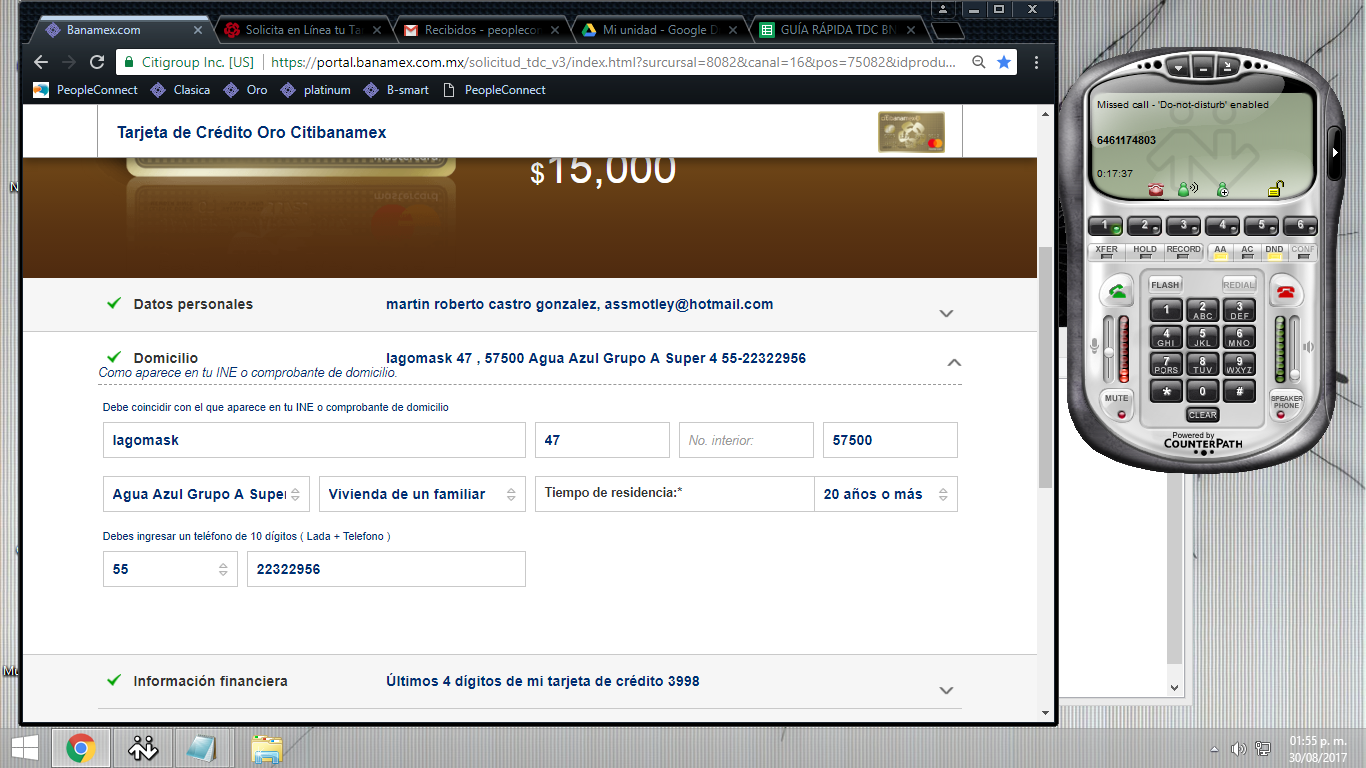 Banamex.com
Solicita en Línea tu Ta
Recibidos - peoplecor
Mi unidad - Google D
GUÍA RÁPIDA TDC BN
Citigroup Inc. [US] https://portal.banamex.com.mx/solicitud_tdc_v3/index.html?surcursal=8082&canal=16&pos=75082&idprodu...
PeopleConnect Clasica Oro platinum B-smart PeopleConnect
Tarjeta de Crédito Oro Citibanamex
$15,000
Datos personales martin roberto castro gonzalez, assmotley@hotmail.com
Domicilio lagomask 47 , 57500 Agua Azul Grupo A Super 4 55-22322956
Como aparece en tu INE o comprobante de domicilio.
Debe coincidir con el que aparece en tu INE o comprobante de domicilio
lagomask 47 No. interior: 57500
Agua Azul Grupo A Super Vivienda de un familiar Tiempo de residencia:* 20 años o más
Debes ingresar un teléfono de 10 dígitos ( Lada + Telefono )
55 22322956
Información financiera Últimos 4 dígitos de mi tarjeta de crédito 3998
Missed call - 'Do-not-disturb' enabled
6461174803
0:17:37
1 2 3 4 5 6
XFER HOLD RECORD AA AC DND CONF
FLASH REDIAL
1 2 ABC 3 DEF
4 GHI 5 JKL 6 MNO
7 PQRS 8 TUV 9 WXYZ
* 0 #
MUTE CLEAR SPEAKER PHONE
Powered by
COUNTERPATH
01:55 p. m.
30/08/2017